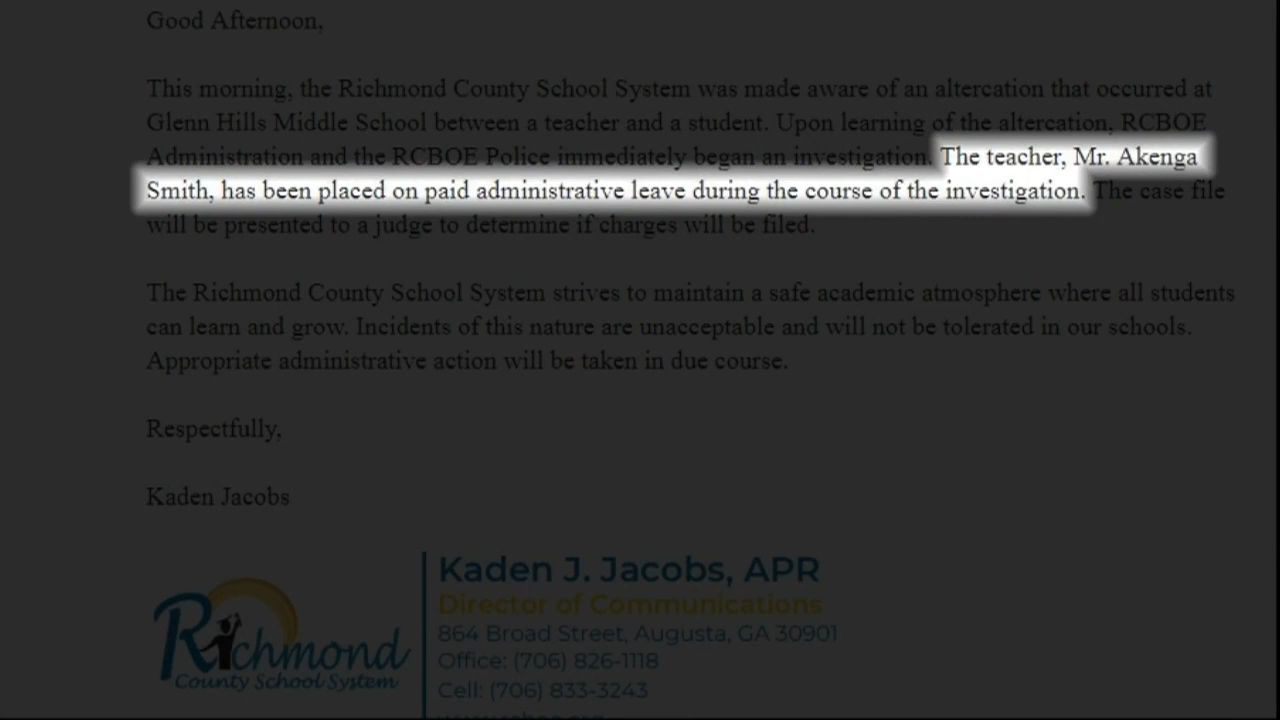 Good Afternoon,
This morning, the Richmond County School System was made aware of an altercation that occurred at
Glenn Hills Middle School between a teacher and a student. Upon learning of the altercation, RCBOE
Administration and the RCBOE Police immediately began an investigation. The teacher, Mr. Akenga
Smith, has been placed on paid administrative leave during the course of the investigation. The case file
will be presented to a judge to determine if charges will be filed.
The Richmond County School System strives to maintain a safe academic atmosphere where all students
can learn and grow. Incidents of this nature are unacceptable and will not be tolerated in our schools.
Appropriate administrative action will be taken in due course.
Respectfully,
Kaden Jacobs
Richmond
County School System
Kaden J. Jacobs, APR
Director of Communications
864 Broad Street, Augusta, GA 30901
Office: (706) 826-1118
Cell: (706) 833-3243